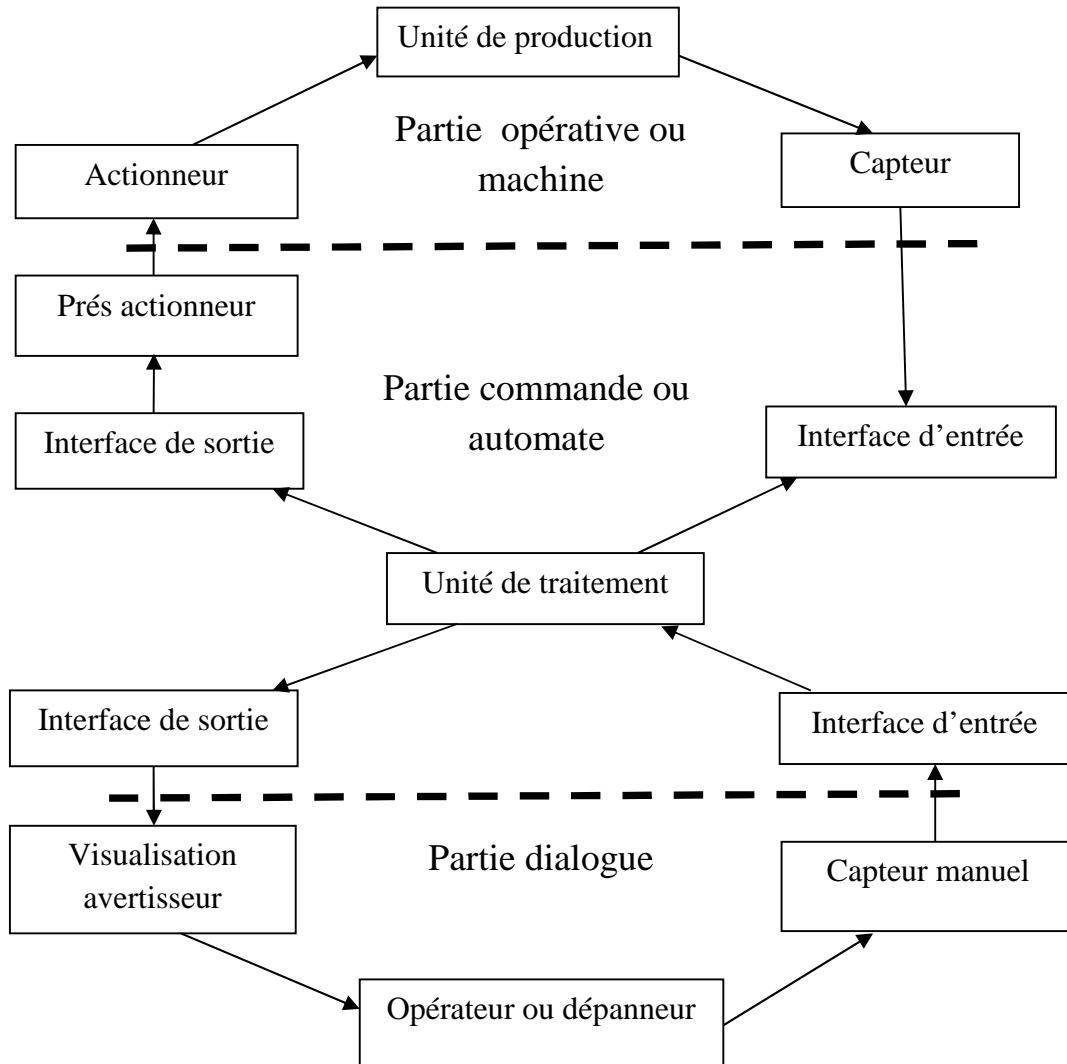 Unité de production
Partie opérative ou
machine
Actionneur
Capteur
Prés actionneur
Partie commande ou
automate
Interface de sortie
Interface d’entrée
Unité de traitement
Interface de sortie
Interface d’entrée
Visualisation
avertisseur
Partie dialogue
Capteur manuel
Opérateur ou dépanneur